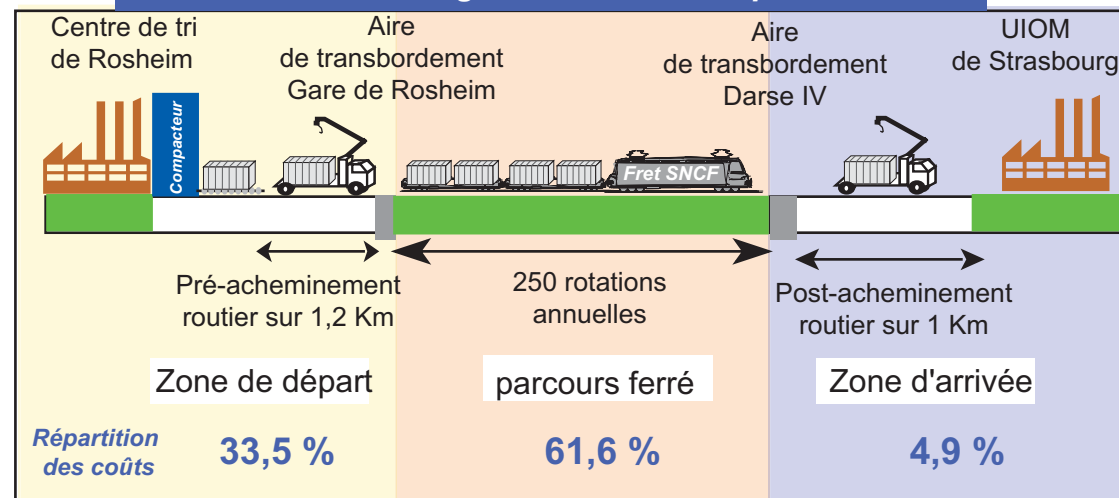 Centre de tri
de Rosheim
Aire
de transbordement
Gare de Rosheim
Aire
de transbordement
Darse IV
UIOM
de Strasbourg
Compacteur
Fret SNCF
Pré-acheminement
routier sur 1,2 Km
250 rotations
annuelles
Post-acheminement
routier sur 1 Km
Zone de départ
parcours ferré
Zone d'arrivée
Répartition
des coûts
33,5 %
61,6 %
4,9 %